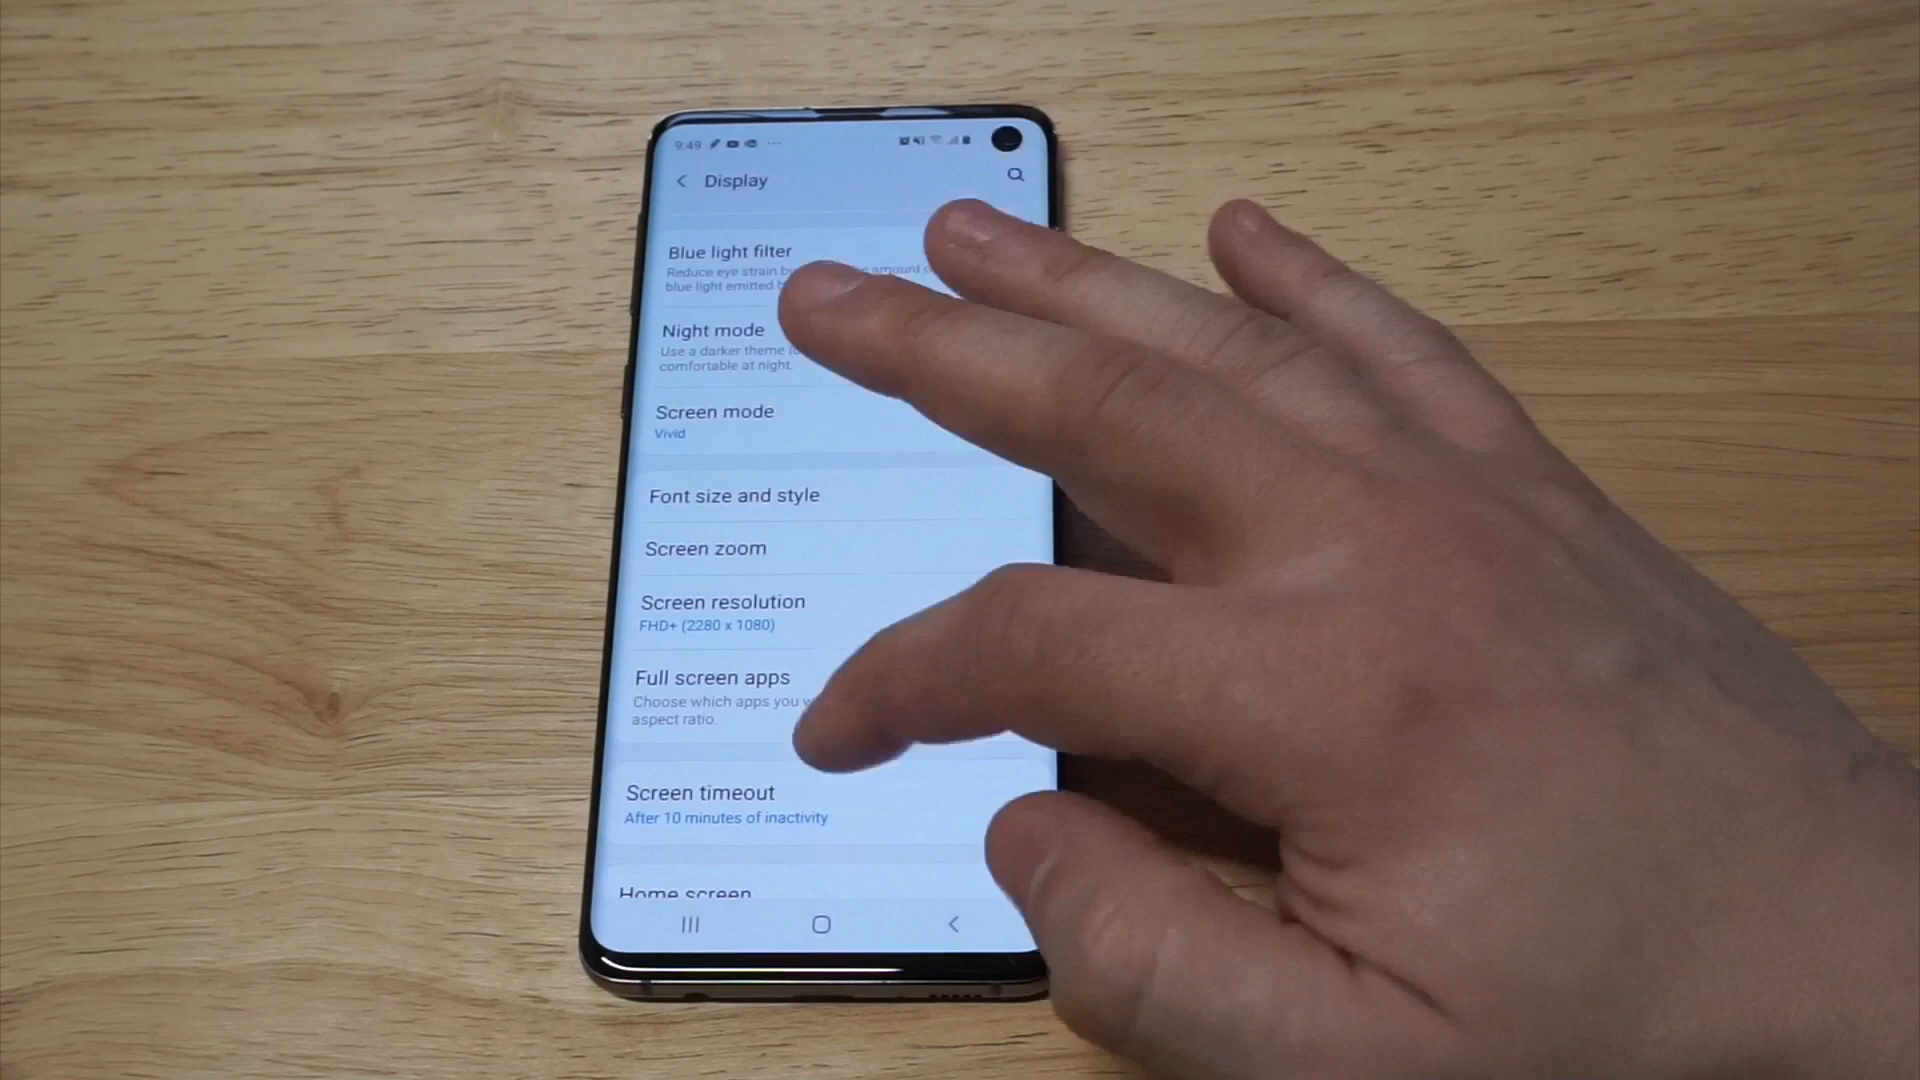 9:49
Display
Blue light filter
Reduce eye strain by amount
blue light emitted
Night mode
Use a darker theme
comfortable at night.
Screen mode
Vivid
Font size and style
Screen zoom
Screen resolution
FHD+ (2280 x 1080)
Full screen apps
Choose which apps you
aspect ratio.
Screen timeout
After 10 minutes of inactivity
Home screen